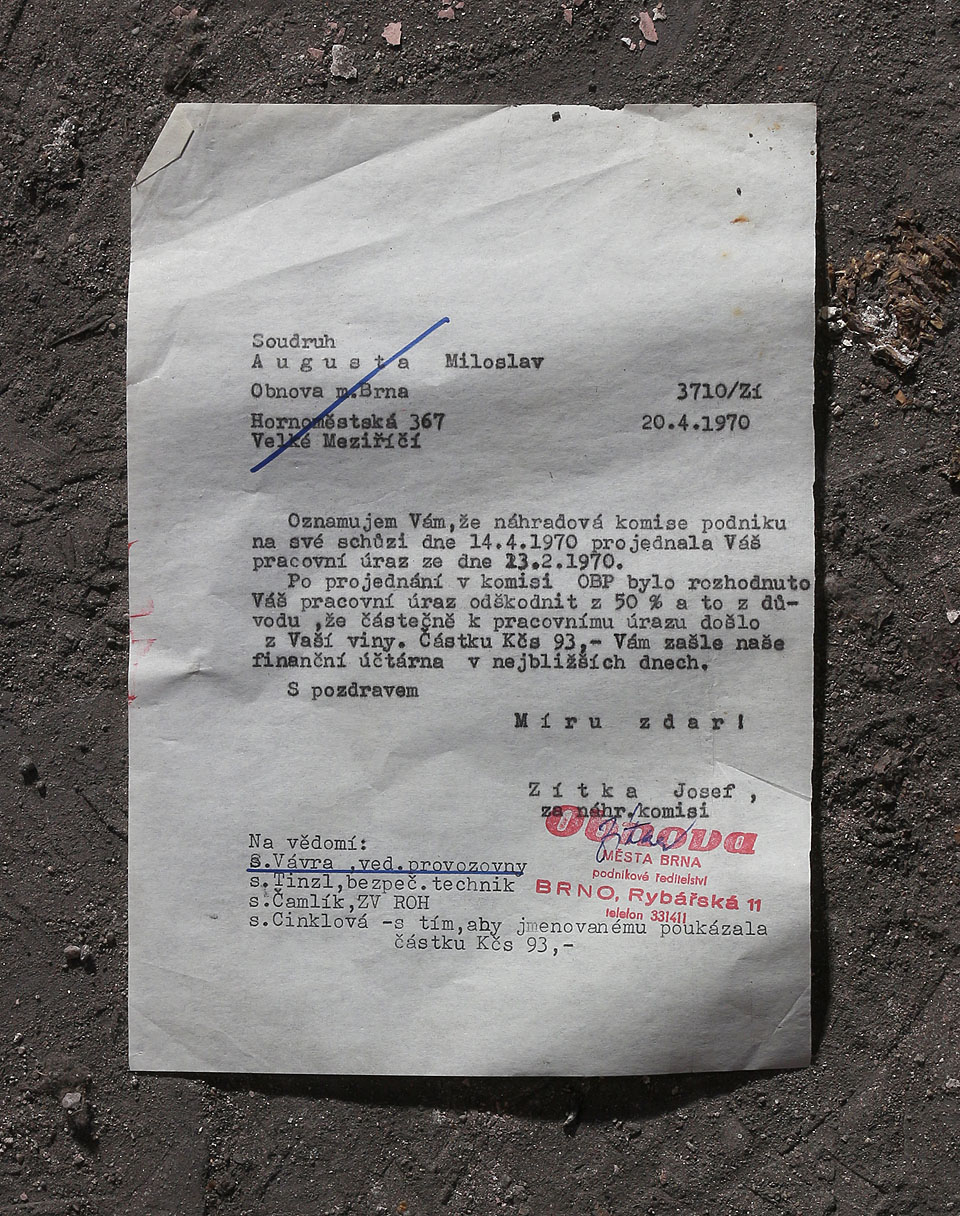 Soudruh
A u g u s t a Miloslav
Obnova m.Brna 3710/Zí
Hornoměstská 367 20.4.1970
Velké Meziříčí
Oznamujem Vám,že náhradová komise podniku
na své schůzi dne 14.4.1970 projednala Váš
pracovní úraz ze dne 23.2.1970.
Po projednání v komisi OBP bylo rozhodnuto
Váš pracovní úraz odškodnit z 50 % a to z dů-
vodu ,že částečně k pracovnímu úrazu došlo
z Vaší viny. Částku Kčs 93,- Vám zašle naše
finanční účtárna v nejbližších dnech.
S pozdravem
M í r u z d a r !
Z í t k a Josef ,
za náhr.komisi
Obnova
MĚSTA BRNA
podnikové ředitelství
BRNO, Rybářská 11
telefon 331411
Na vědomí:
s.Vávra ,ved.provozovny
s.Tinzl,bezpeč.technik
s.Čamlík,ZV ROH
s.Cinklová -s tím,aby jmenovanému poukázala
částku Kčs 93,-